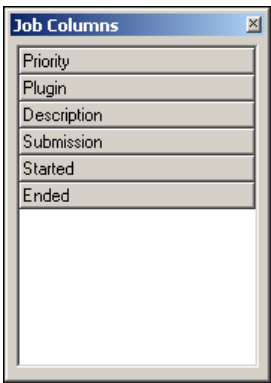 Job Columns
Priority
Plugin
Description
Submission
Started
Ended